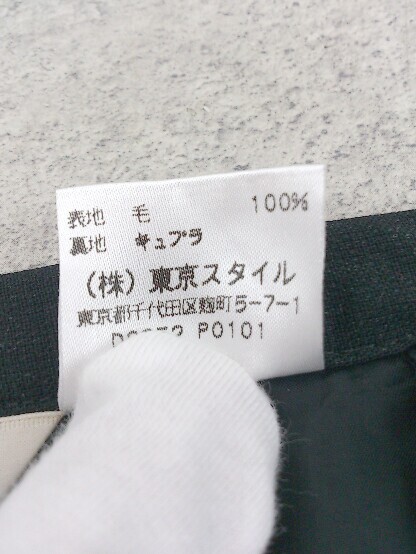 表地 毛 100%
裏地 キュプラ
(株)東京スタイル
東京都千代田区麹町5-7-1
P0101